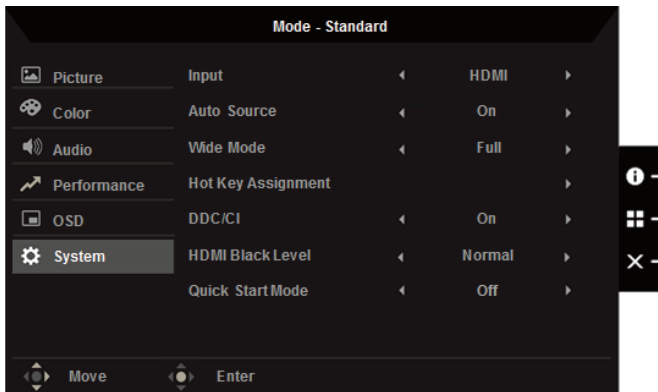 Mode - Standard
Picture
Color
Audio
Performance
OSD
System
Input HDMI
Auto Source On
Wide Mode Full
Hot Key Assignment
DDC/CI On
HDMI Black Level Normal
Quick Start Mode Off
Move Enter